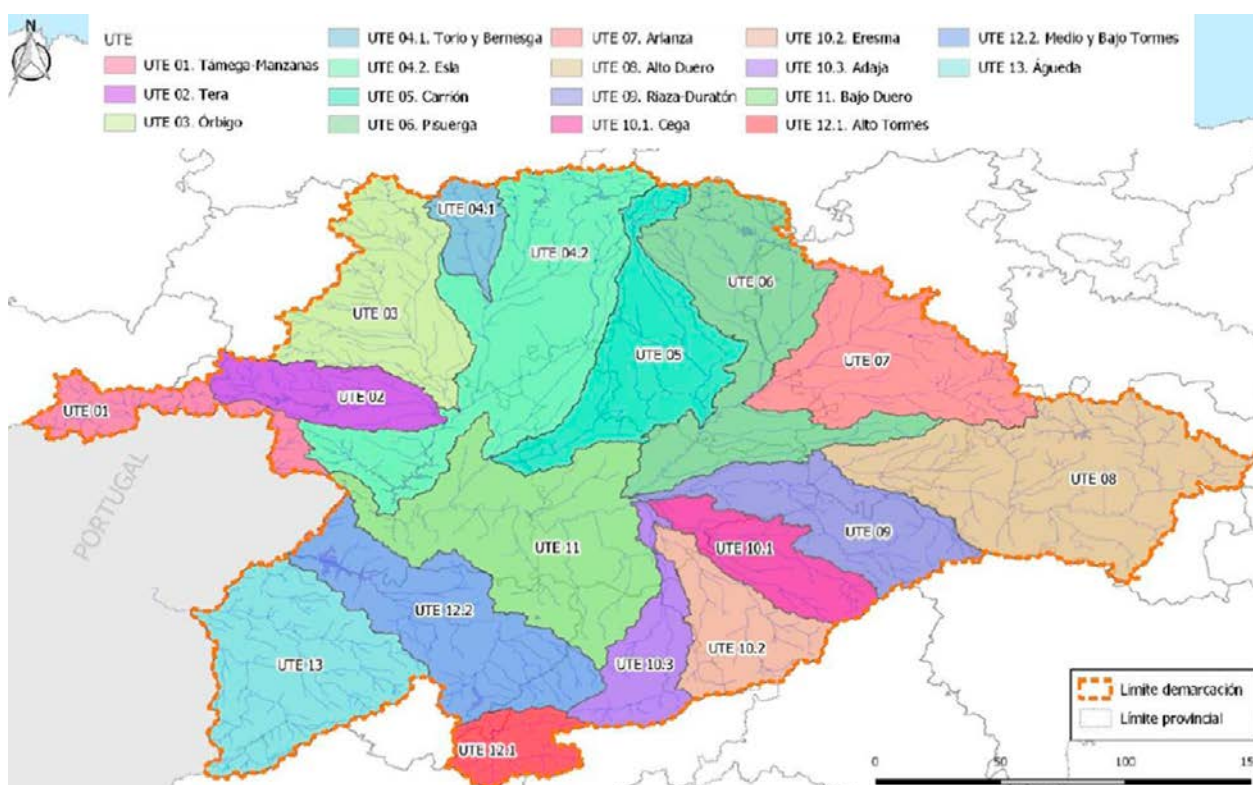 N
UTE
UTE 01. Támega-Manzanas
UTE 02. Tera
UTE 03. Órbigo
UTE 04.1. Torio y Bernesga
UTE 04.2. Esla
UTE 05. Carrión
UTE 06. Pisuerga
UTE 07. Arlanza
UTE 08. Alto Duero
UTE 09. Riaza-Duratón
UTE 10.1. Cega
UTE 10.2. Eresma
UTE 10.3. Adaja
UTE 11. Bajo Duero
UTE 12.1. Alto Tormes
UTE 12.2. Medio y Bajo Tormes
UTE 13. Águeda
UTE 04.1
UTE 04.2
UTE 06
UTE 03
UTE 05
UTE 07
UTE 02
UTE 01
PORTUGAL
UTE 08
UTE 09
UTE 11
UTE 10.1
UTE 12.2
UTE 10.2
UTE 13
UTE 10.3
UTE 12.1
Límite demarcación
Límite provincial
0 50 100 15